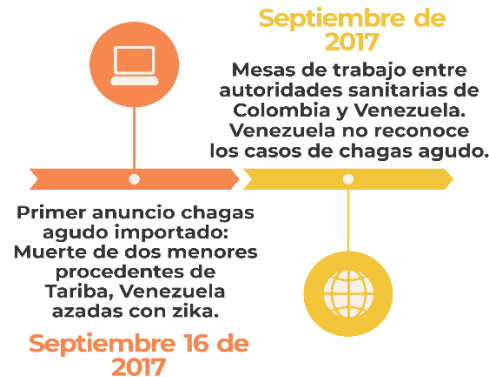 Septiembre de
2017
Mesas de trabajo entre
autoridades sanitarias de
Colombia y Venezuela.
Venezuela no reconoce
los casos de chagas agudo.
Primer anuncio chagas
agudo importado:
Muerte de dos menores
procedentes de
Tariba, Venezuela
azadas con zika.
Septiembre 16 de
2017